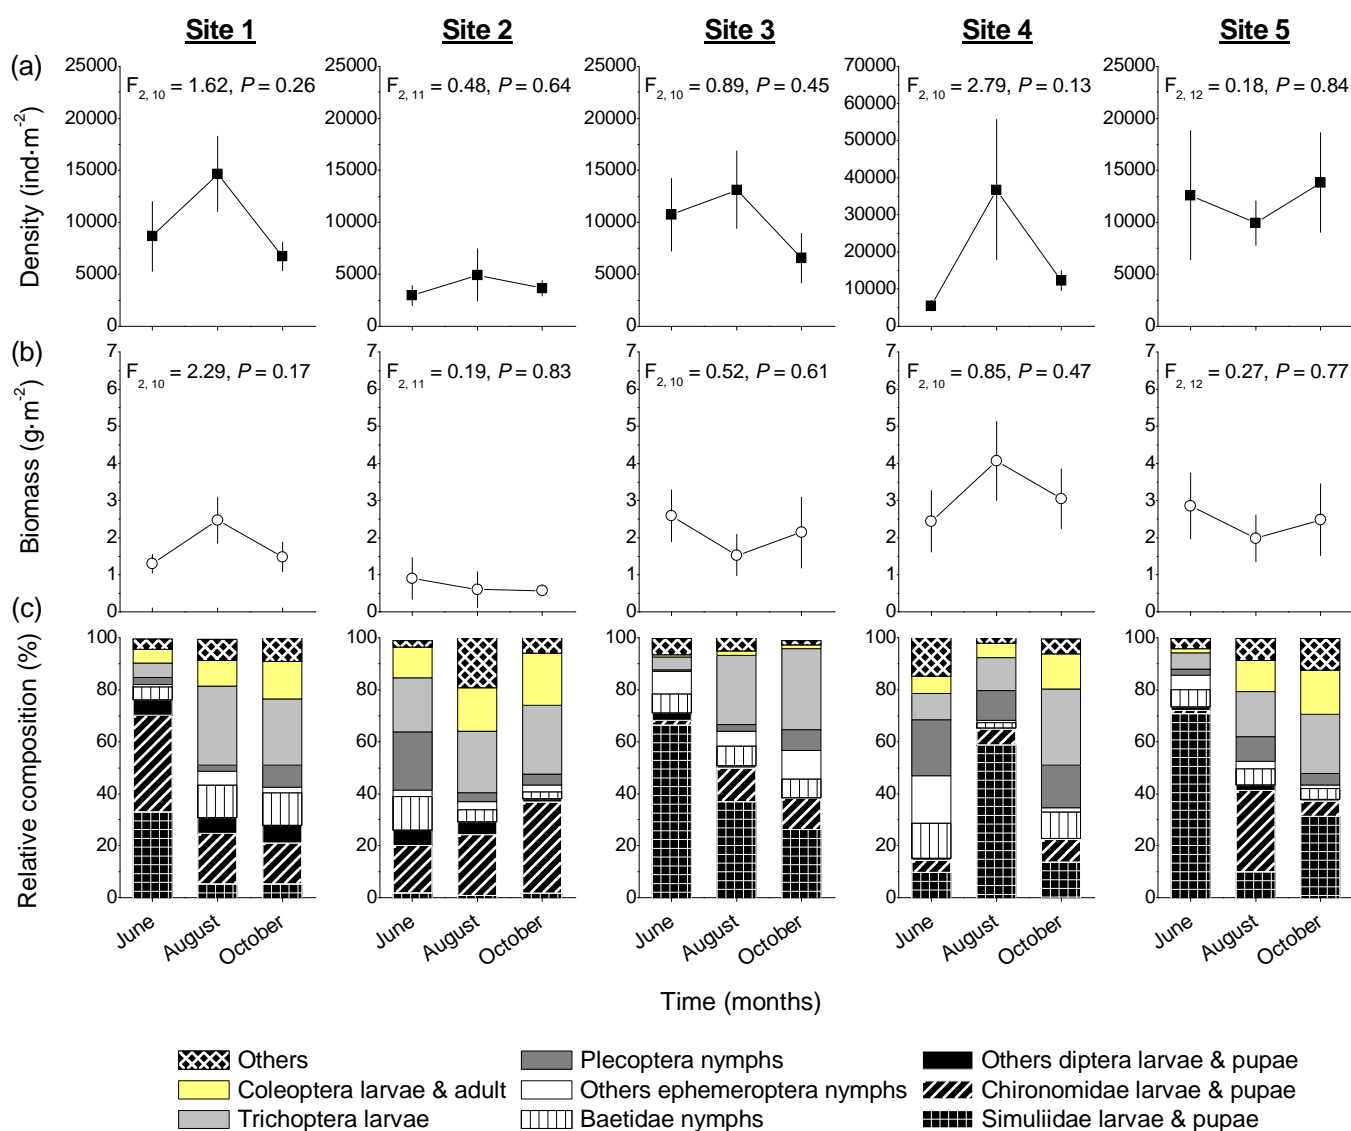 Site 1 Site 2 Site 3 Site 4 Site 5
(a)
25000 25000 25000 70000 25000
F2, 10 = 1.62, P = 0.26 F2, 11 = 0.48, P = 0.64 F2, 10 = 0.89, P = 0.45 F2, 10 = 2.79, P = 0.13 F2, 12 = 0.18, P = 0.84
60000
20000 20000 20000 20000
50000
15000 15000 15000 15000
40000
30000
10000 10000 10000 10000
20000
5000 5000 5000 5000
10000
0 0 0 0 0
Density (ind·m-2)
(b)
7 7 7 7 7
F2, 10 = 2.29, P = 0.17 F2, 11 = 0.19, P = 0.83 F2, 10 = 0.52, P = 0.61 F2, 10 = 0.85, P = 0.47 F2, 12 = 0.27, P = 0.77
6 6 6 6 6
5 5 5 5 5
4 4 4 4 4
3 3 3 3 3
2 2 2 2 2
1 1 1 1 1
0 0 0 0 0
Biomass (g·m-2)
(c)
100 100 100 100 100
80 80 80 80 80
60 60 60 60 60
40 40 40 40 40
20 20 20 20 20
0 0 0 0 0
Relative composition (%)
June August October June August October June August October June August October June August October
Time (months)
Others Plecoptera nymphs Others diptera larvae & pupae
Coleoptera larvae & adult Others ephemeroptera nymphs Chironomidae larvae & pupae
Trichoptera larvae Baetidae nymphs Simuliidae larvae & pupae